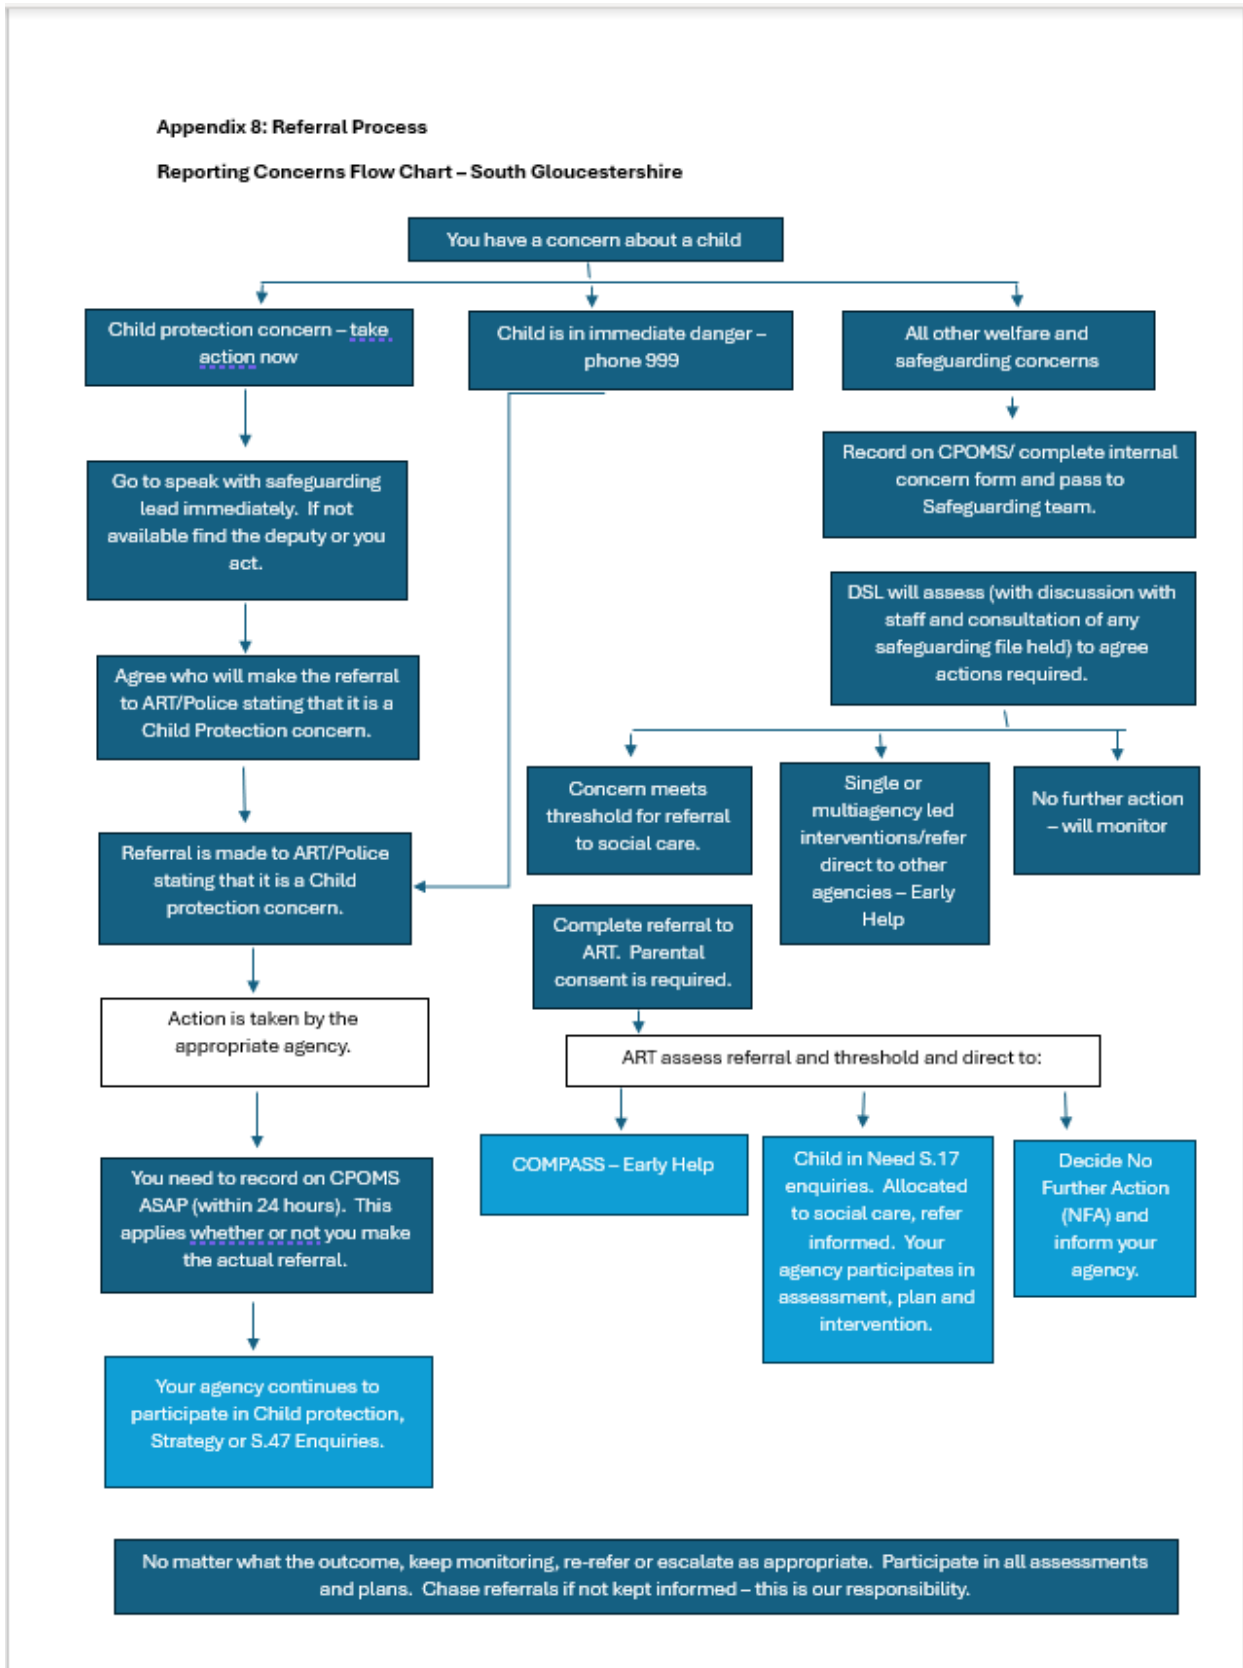 Appendix 8: Referral Process
Reporting Concerns Flow Chart – South Gloucestershire
You have a concern about a child
Child protection concern – take
action now
Child is in immediate danger –
phone 999
All other welfare and
safeguarding concerns
Go to speak with safeguarding
lead immediately. If not
available find the deputy or you
act.
Record on CPOMS/ complete internal
concern form and pass to
Safeguarding team.
DSL will assess (with discussion with
staff and consultation of any
safeguarding file held) to agree
actions required.
Agree who will make the referral
to ART/Police stating that it is a
Child Protection concern.
Concern meets
threshold for referral
to social care.
Single or
multiagency led
interventions/refer
direct to other
agencies – Early
Help
No further action
– will monitor
Referral is made to ART/Police
stating that it is a Child
protection concern.
Complete referral to
ART. Parental
consent is required.
Action is taken by the
appropriate agency.
ART assess referral and threshold and direct to:
You need to record on CPOMS
ASAP (within 24 hours). This
applies whether or not you make
the actual referral.
COMPASS – Early Help
Child in Need S.17
enquiries. Allocated
to social care, refer
informed. Your
agency participates in
assessment, plan and
intervention.
Decide No
Further Action
(NFA) and
inform your
agency.
Your agency continues to
participate in Child protection,
Strategy or S.47 Enquiries.
No matter what the outcome, keep monitoring, re-refer or escalate as appropriate. Participate in all assessments
and plans. Chase referrals if not kept informed – this is our responsibility.